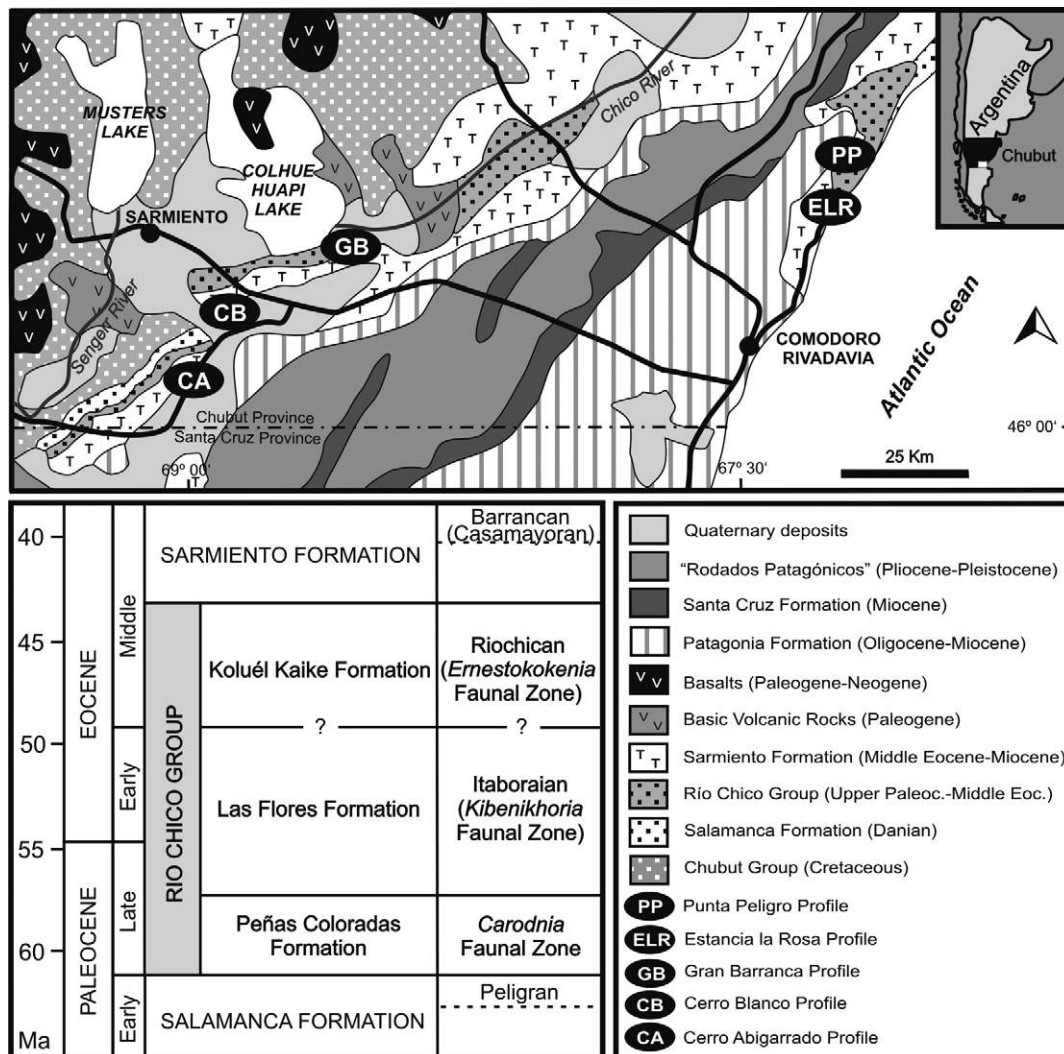 MUSTERS
LAKE
COLHUE
HUAPI
LAKE
SARMIENTO
Chico River
Sengerr River
GB
CB
CA
PP
ELR
Argentina
Chubut
COMODORO
RIVADAVIA
Atlantic Ocean
Chubut Province
Santa Cruz Province
46º 00'
69º 00'
67º 30'
25 Km
40
45
50
55
60
Ma
EOCENE
PALEOCENE
Middle
Early
Late
Early
RIO CHICO GROUP
SARMIENTO FORMATION
Koluél Kaike Formation
?
Las Flores Formation
Peñas Coloradas
Formation
SALAMANCA FORMATION
Barrancan
(Casamayoran)
Riochican
(Ernestokokenia
Faunal Zone)
?
Itaboraian
(Kibenikhoria
Faunal Zone)
Carodnia
Faunal Zone
Peligran
Quaternary deposits
"Rodados Patagónicos" (Pliocene-Pleistocene)
Santa Cruz Formation (Miocene)
Patagonia Formation (Oligocene-Miocene)
Basalts (Paleogene-Neogene)
Basic Volcanic Rocks (Paleogene)
Sarmiento Formation (Middle Eocene-Miocene)
Río Chico Group (Upper Paleoc.-Middle Eoc.)
Salamanca Formation (Danian)
Chubut Group (Cretaceous)
PP Punta Peligro Profile
ELR Estancia la Rosa Profile
GB Gran Barranca Profile
CB Cerro Blanco Profile
CA Cerro Abigarrado Profile